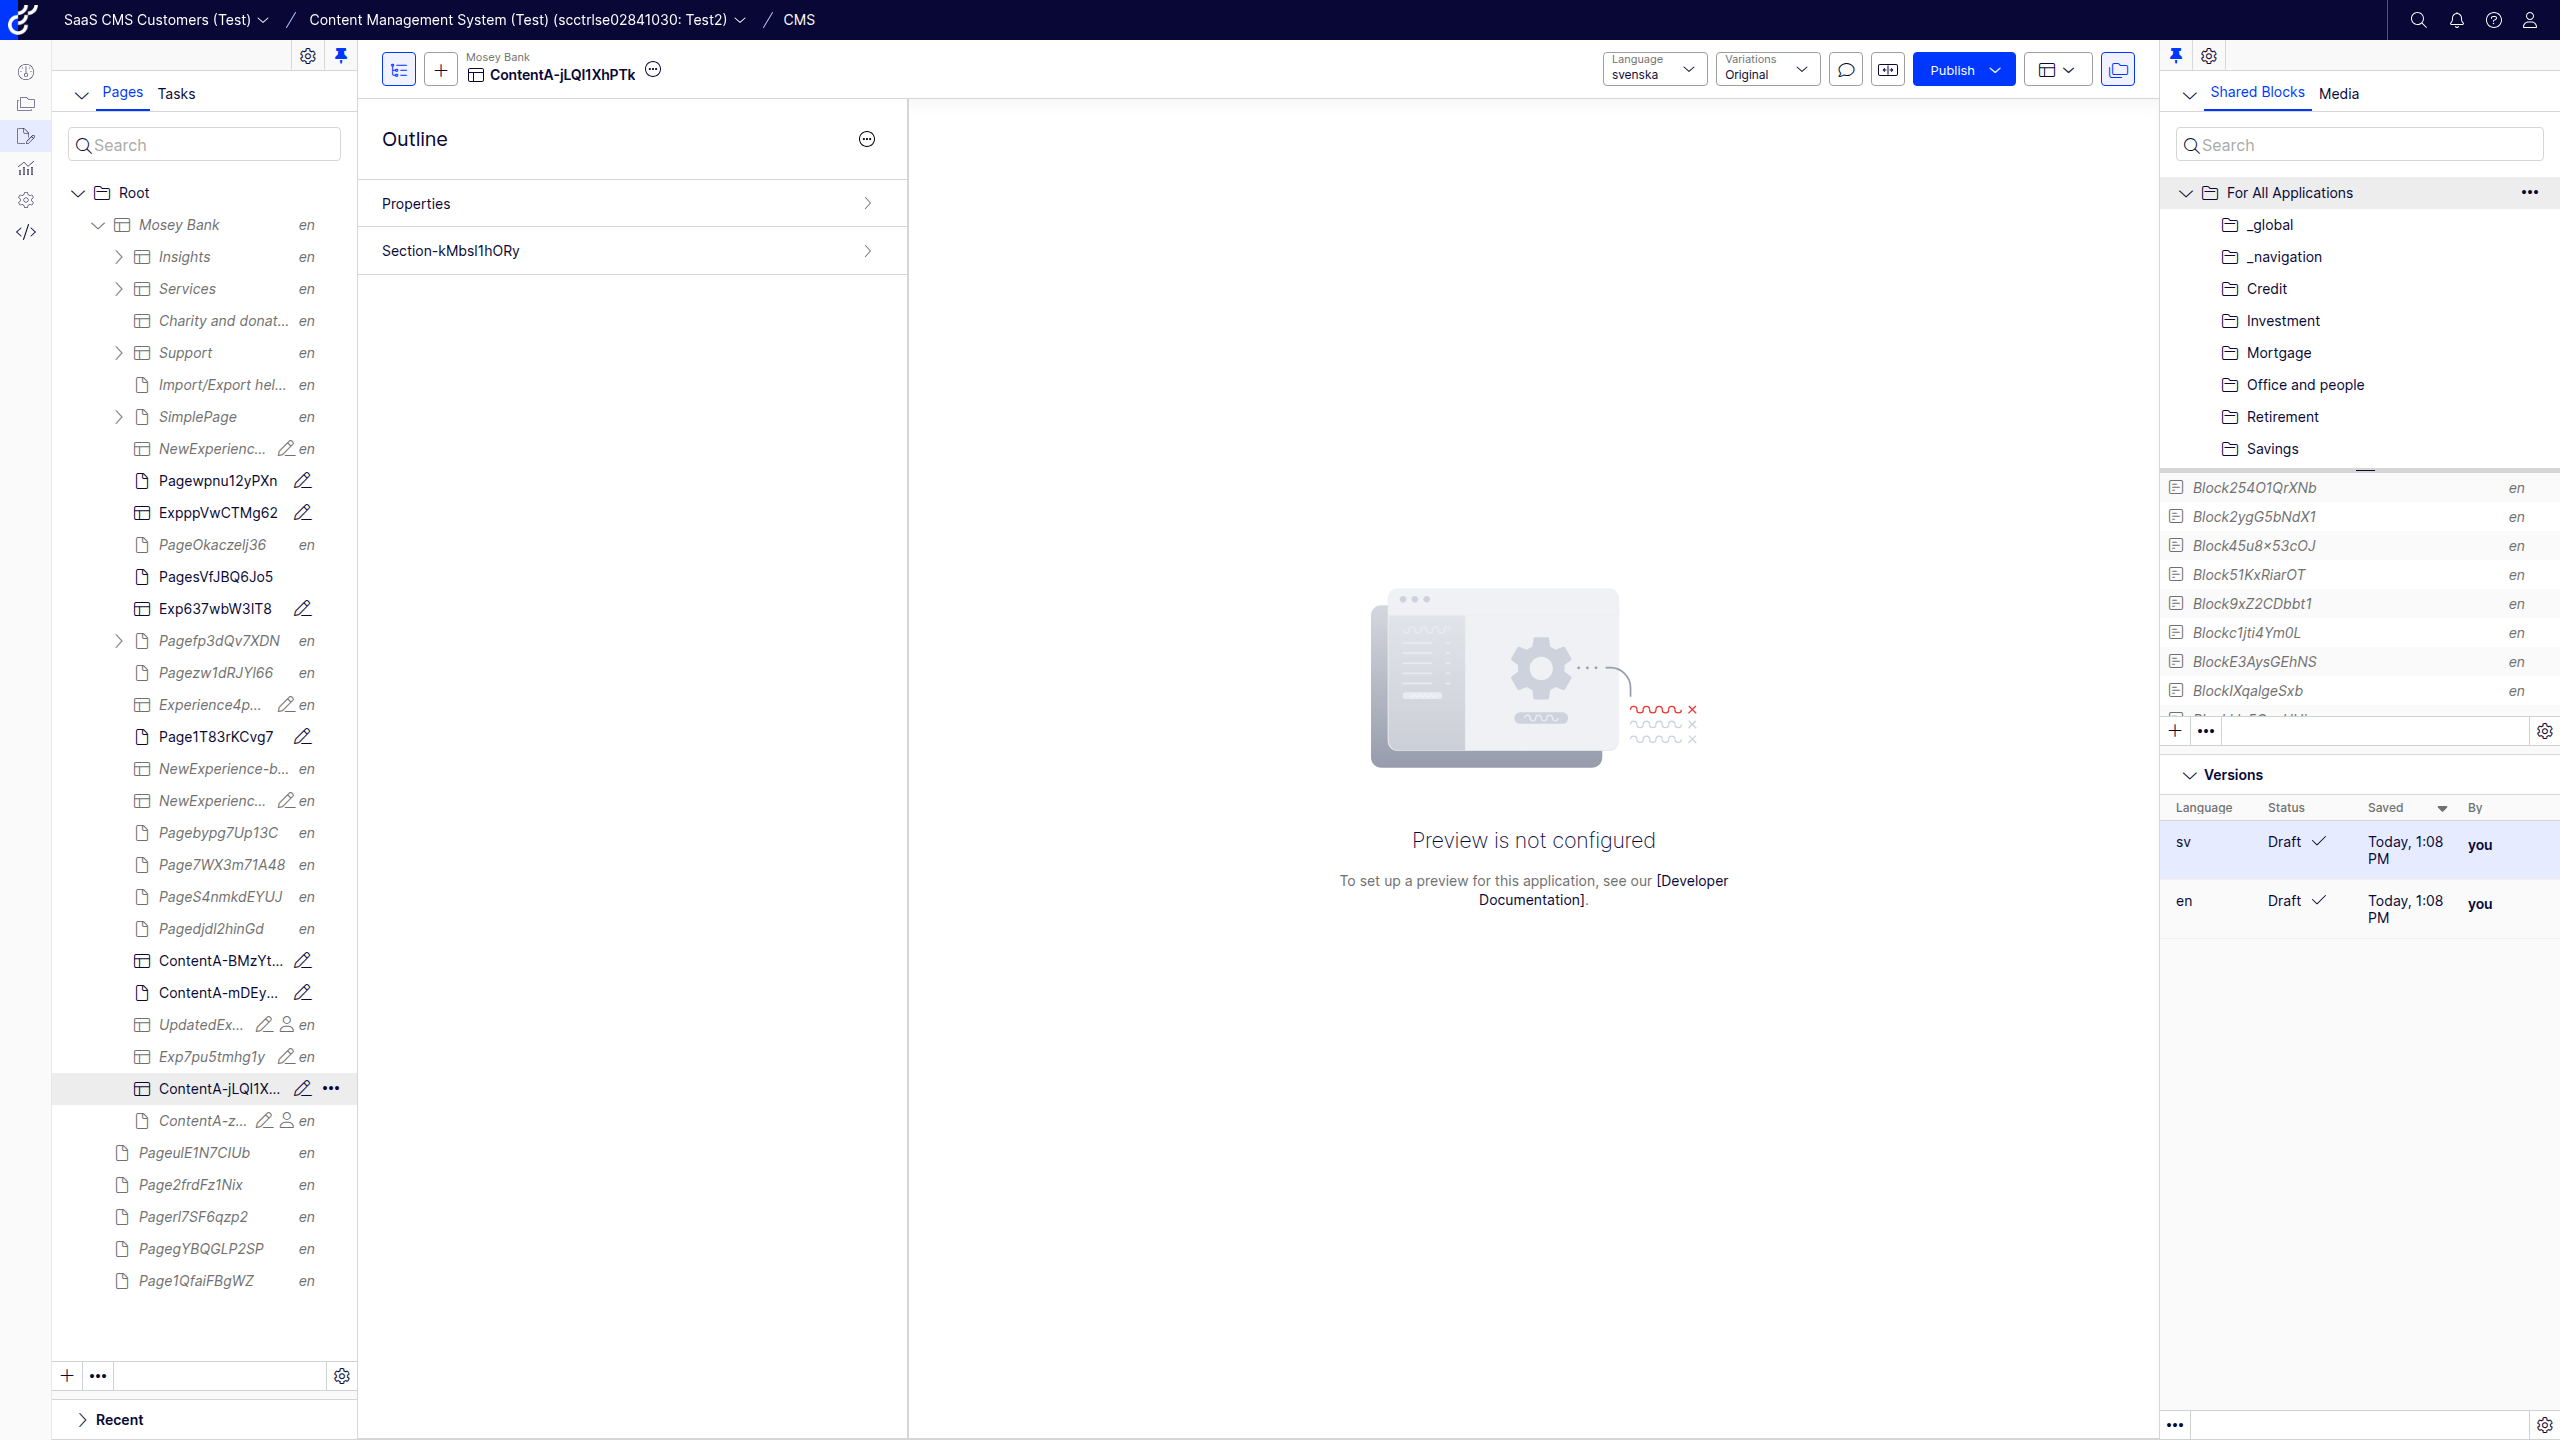 SaaS CMS Customers (Test)
Content Management System (Test) (scctrlse02841030: Test2)
CMS
Pages
Tasks
Search
Root
Mosey Bank en
Insights en
Services en
Charity and donat... en
Support en
Import/Export hel... en
SimplePage en
NewExperienc... en
Pagewpnu12yPXn
ExpppVwCTMg62
PageOkaczelj36 en
PagesVfJBQ6Jo5
Exp637wbW3IT8
Pagefp3dQv7XDN en
Pagezw1dRJYl66 en
Experience4p... en
Page1T83rKCvg7
NewExperience-b... en
NewExperienc... en
Pagebypg7Up13C en
Page7WX3m71A48 en
PageS4nmkdEYUJ en
Pagedjdl2hinGd en
ContentA-BMzYt...
ContentA-mDEy...
UpdatedEx... en
Exp7pu5tmhg1y en
ContentA-jLQI1X...
ContentA-z... en
PageulE1N7ClUb en
Page2frdFz1Nix en
Pagerl7SF6qzp2 en
PagegYBQGLP2SP en
Page1QfaiFBgWZ en
Recent
Mosey Bank
ContentA-jLQI1XhPTk
Language
svenska
Variations
Original
Publish
Outline
Properties
Section-kMbsI1hORy
Preview is not configured
To set up a preview for this application, see our [Developer
Documentation].
Shared Blocks
Media
Search
For All Applications
_global
_navigation
Credit
Investment
Mortgage
Office and people
Retirement
Savings
Block254O1QrXNb en
Block2ygG5bNdX1 en
Block45u8x53cOJ en
Block51KxRiarOT en
Block9xZ2CDbbt1 en
Blockc1jti4Ym0L en
BlockE3AysGEhNS en
BlockIXqalgeSxb en
Versions
Language Status Saved By
sv Draft Today, 1:08 PM you
en Draft Today, 1:08 PM you